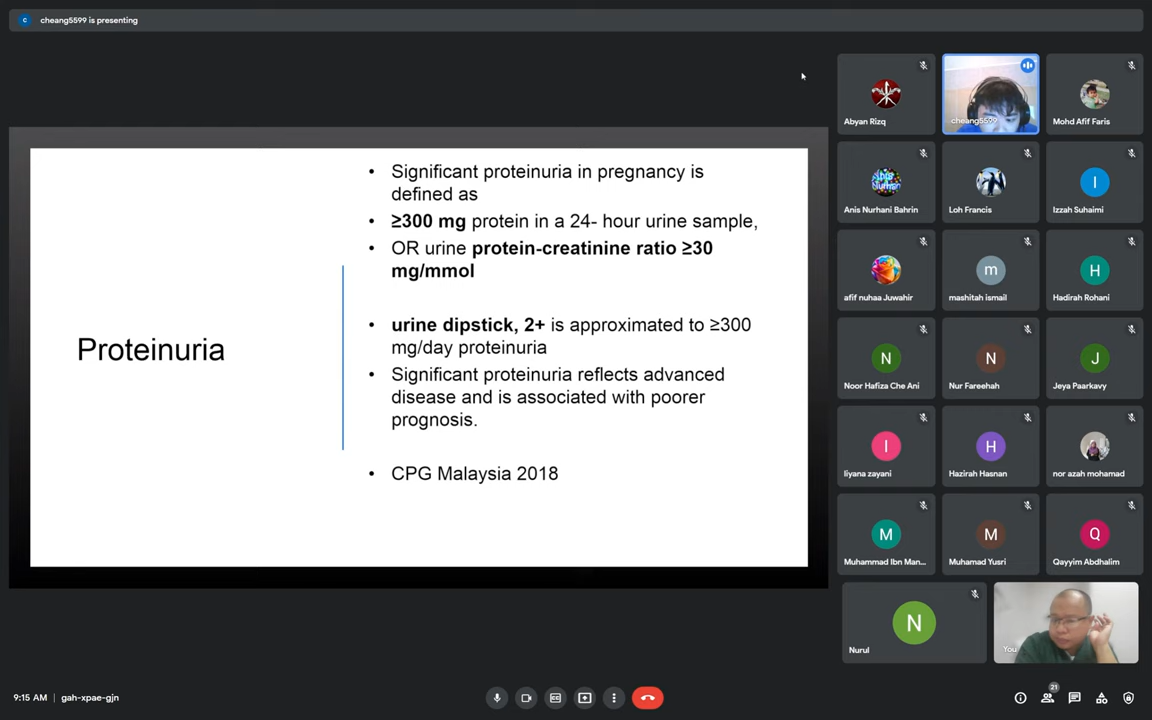 c cheang5599 is presenting
Proteinuria
• Significant proteinuria in pregnancy is
defined as
• ≥300 mg protein in a 24- hour urine sample,
• OR urine protein-creatinine ratio ≥30
mg/mmol
• urine dipstick, 2+ is approximated to ≥300
mg/day proteinuria
• Significant proteinuria reflects advanced
disease and is associated with poorer
prognosis.
• CPG Malaysia 2018
Abyan Rizq
cheang5599
Mohd Afif Faris
Anis Nurhani Bahrin
Loh Francis
I
Izzah Suhaimi
afif nuhaa Juwahir
m
mashitah ismail
H
Hadirah Rohani
N
Noor Hafiza Che Ani
N
Nur Fareehah
J
Jeya Paarkavy
l
liyana zayani
H
Hazirah Hasnan
nor azah mohamad
M
Muhammad Ibn Man...
M
Muhamad Yusri
Q
Qayyim Abdhalim
N
Nurul
You
9:15 AM | gah-xpae-gjn
CC
21